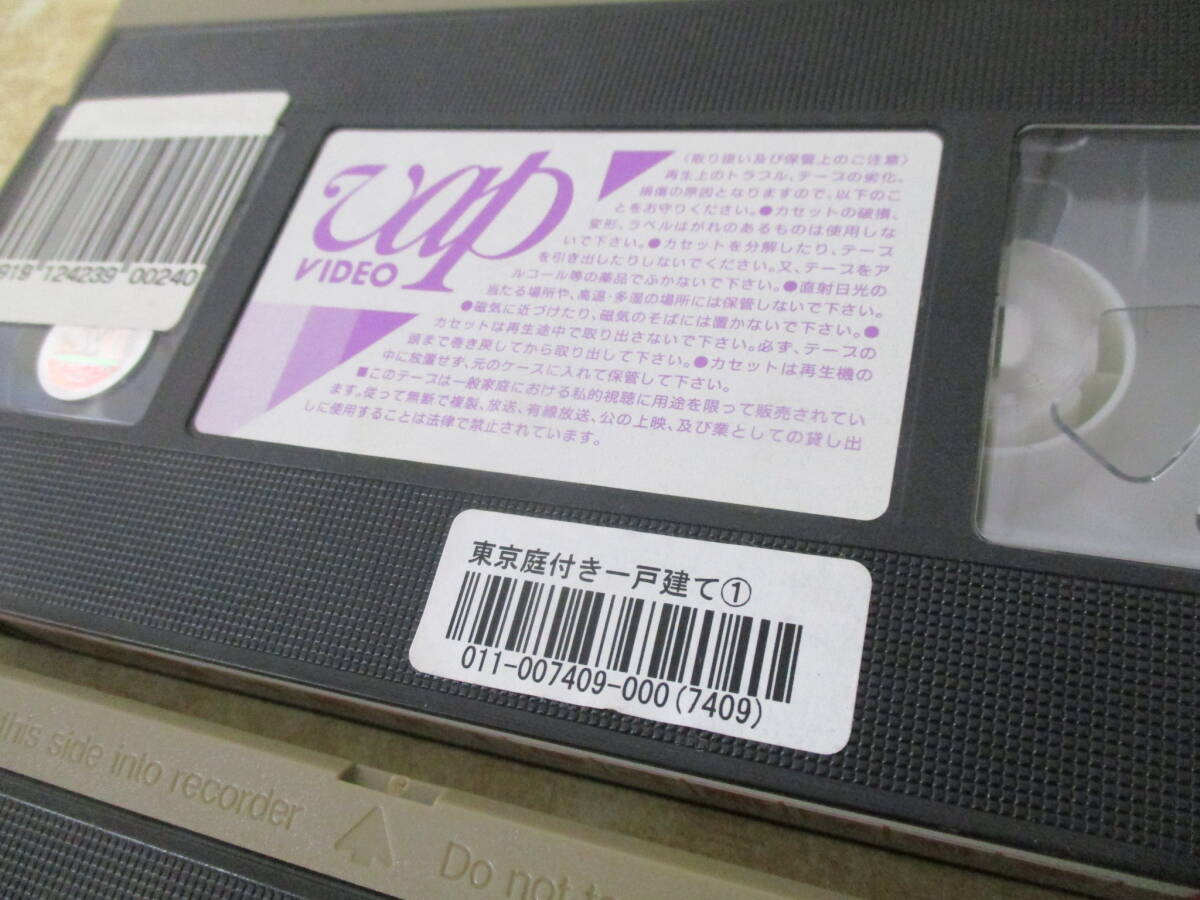 919 124239 00240
vap
VIDEO
〈取り扱い及び保管上のご注意〉
再生上のトラブル、テープの劣化、
損傷の原因となりますので、以下のこ
とをお守りください。●カセットの破損、
変形、ラベルはがれのあるものは使用しな
いで下さい。●カセットを分解したり、テープ
を引き出したりしないでください。又、テープをア
ルコール等の薬品でふかないで下さい。●直射日光の
当たる場所や、高温・多湿の場所には保管しないで下さい。
●磁気に近づけたり、磁気のそばには置かないで下さい。●
カセットは再生途中で取り出さないで下さい。必ず、テープの
頭まで巻き戻してから取り出して下さい。●カセットは再生機の
中に放置せず、元のケースに入れて保管して下さい。
■このテープは一般家庭における私的視聴に用途を限って販売されてい
ます。従って無断で複製、放送、有線放送、公の上映、及び業としての貸し出
しに使用することは法律で禁止されています。
東京庭付き一戸建て①
011-007409-000(7409)
this side into recorder
Do not